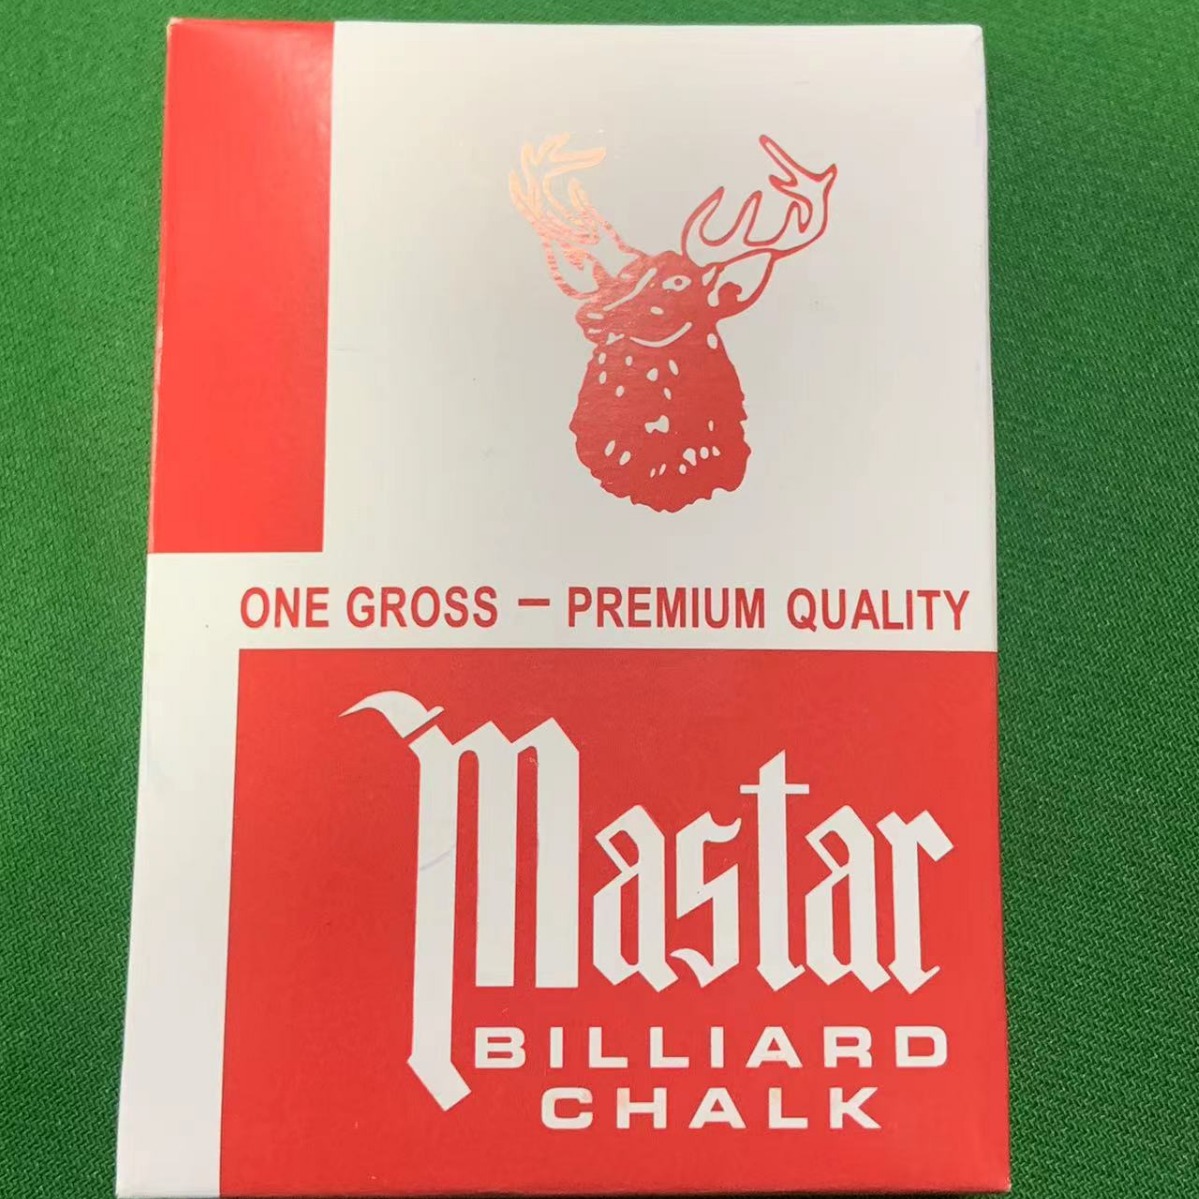 ONE GROSS – PREMIUM QUALITY
Mastar
BILLIARD
CHALK